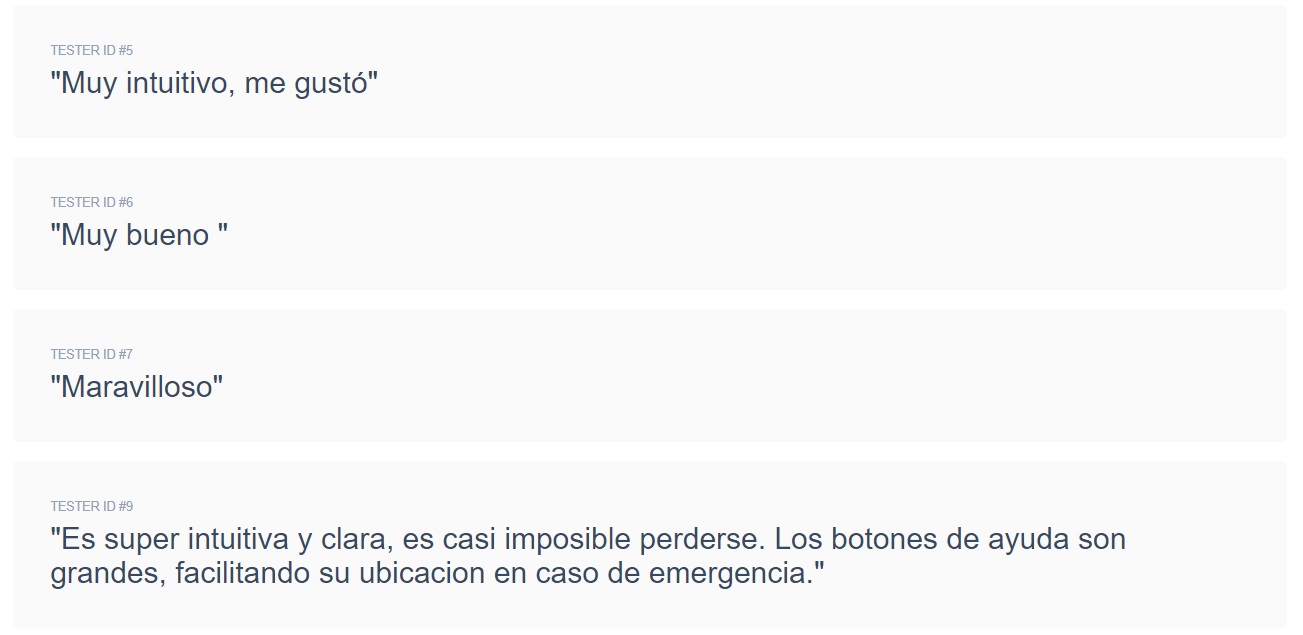 TESTER ID #5
"Muy intuitivo, me gustó"
TESTER ID #6
"Muy bueno "
TESTER ID #7
"Maravilloso"
TESTER ID #9
"Es super intuitiva y clara, es casi imposible perderse. Los botones de ayuda son
grandes, facilitando su ubicacion en caso de emergencia."